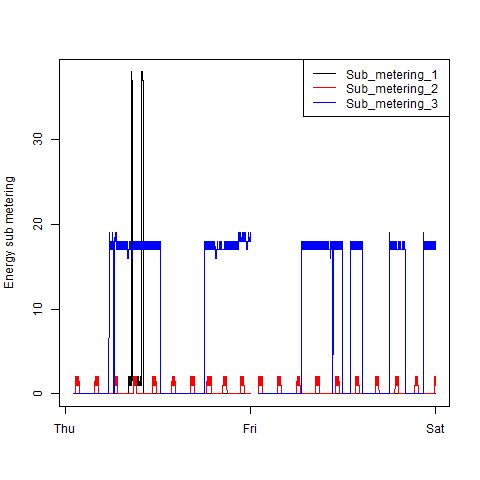 Sub_metering_1
Sub_metering_2
Sub_metering_3
Energy sub metering
30
20
10
0
Thu Fri Sat